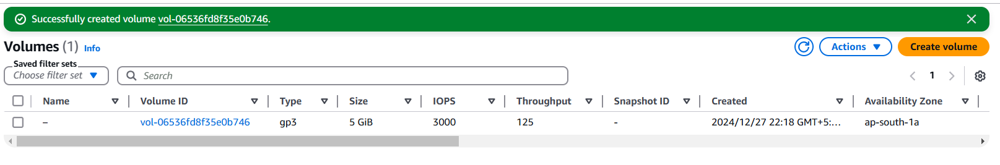 Successfully created volume vol-06536fd8f35e0b746.
Volumes (1) Info Actions Create volume
Saved filter sets
Choose filter set Search 1
Name Volume ID Type Size IOPS Throughput Snapshot ID Created Availability Zone
– vol-06536fd8f35e0b746 gp3 5 GiB 3000 125 - 2024/12/27 22:18 GMT+5:... ap-south-1a